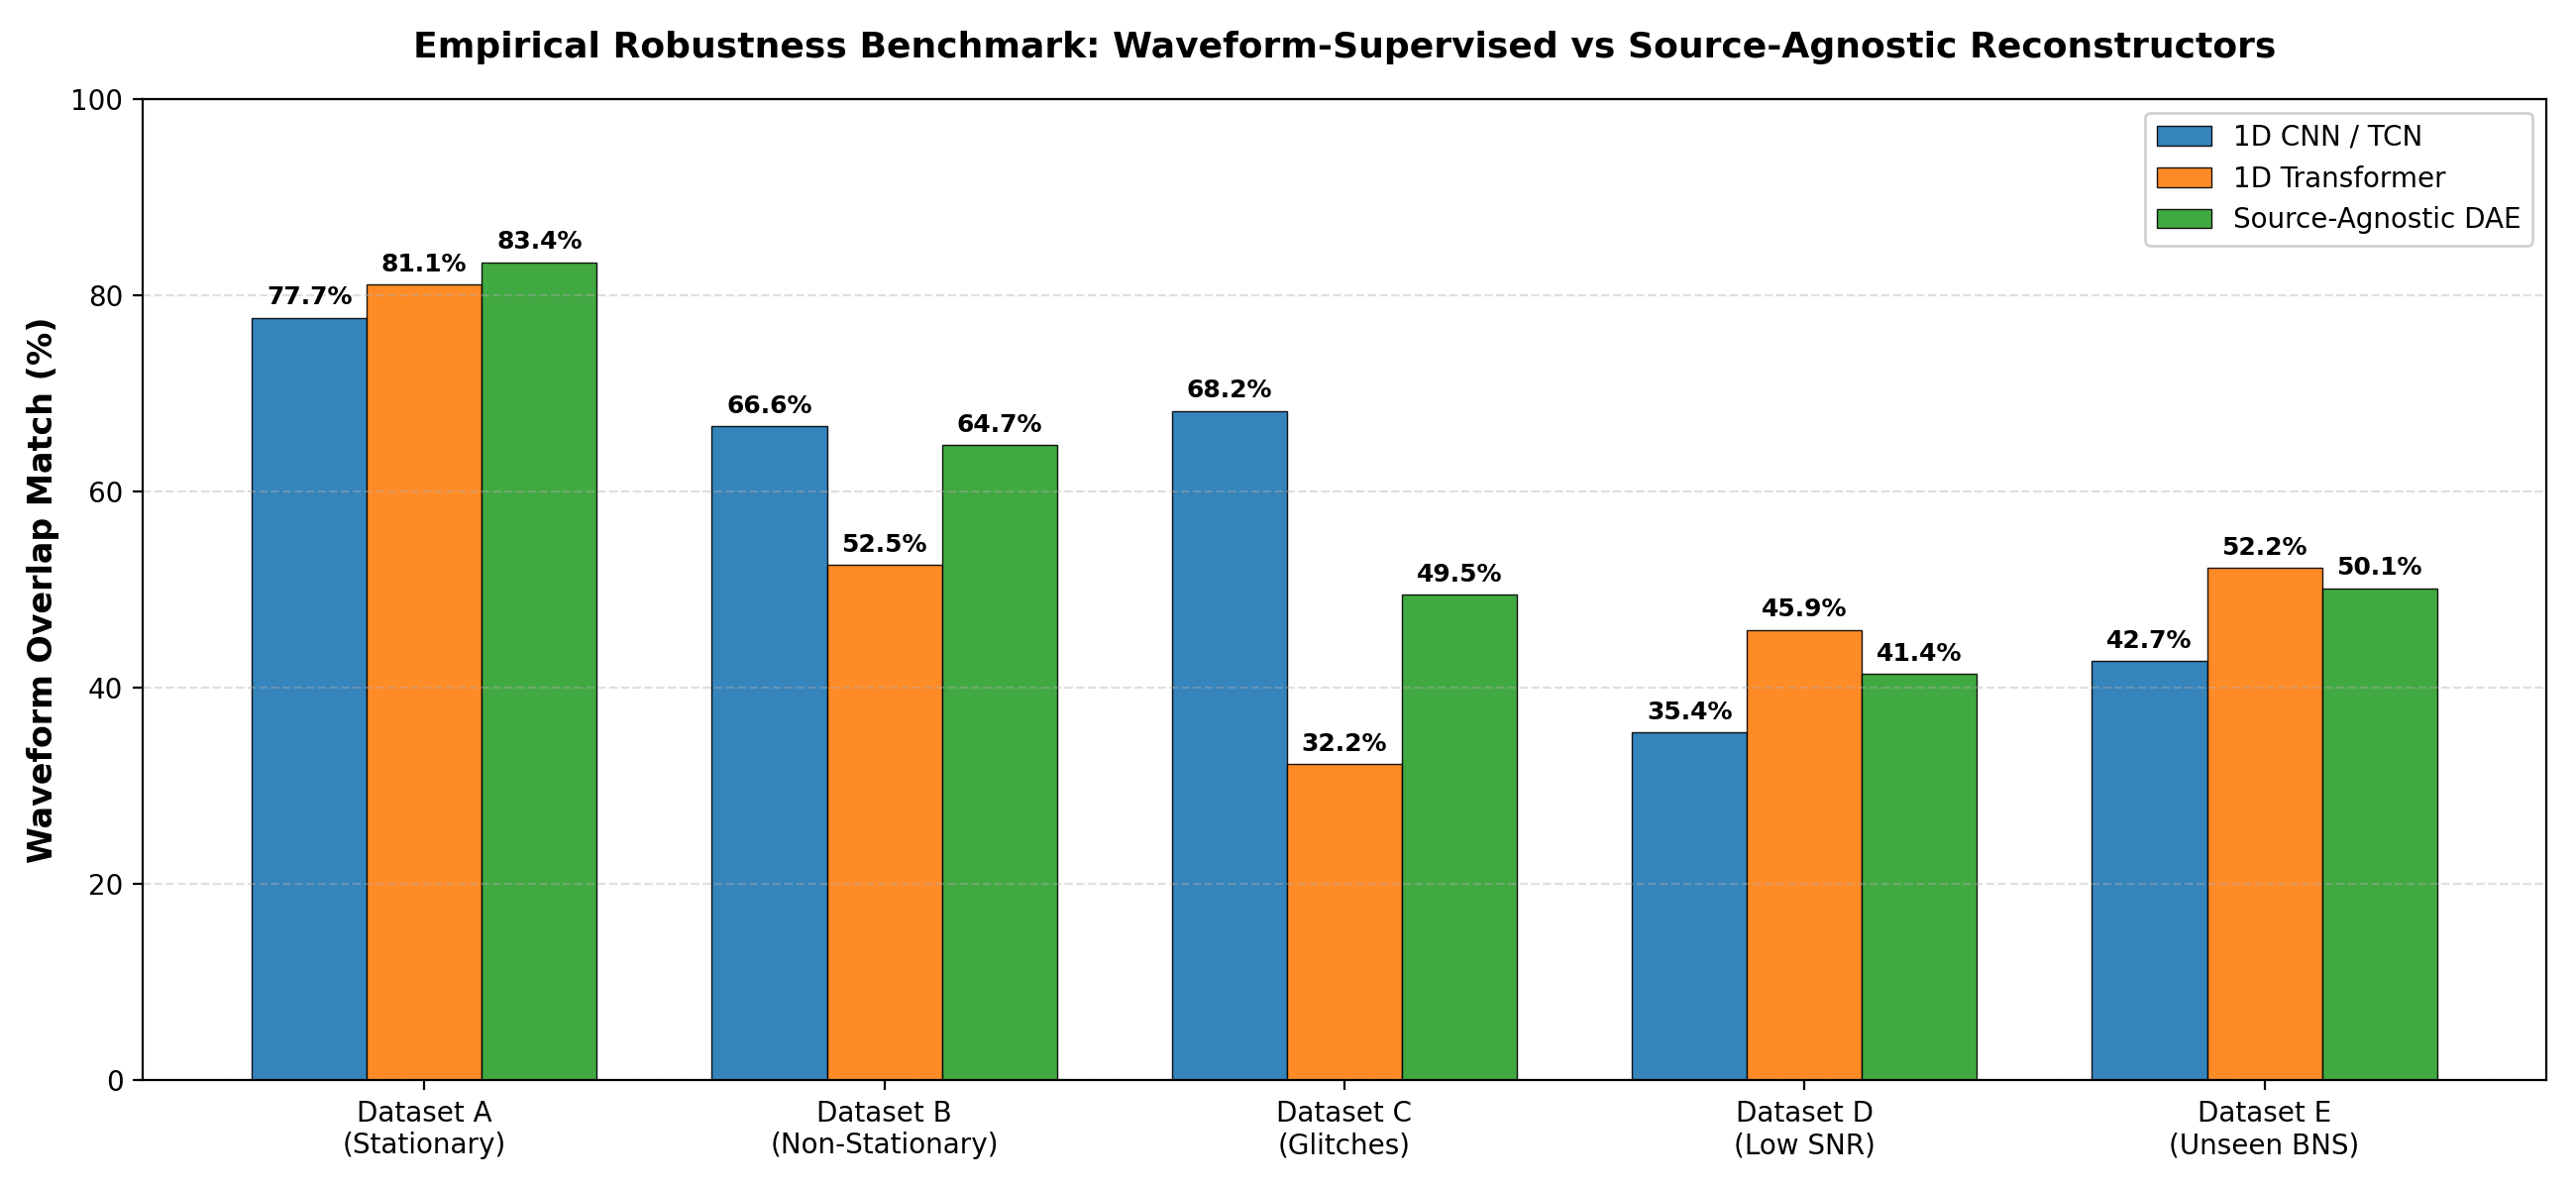 Empirical Robustness Benchmark: Waveform-Supervised vs Source-Agnostic Reconstructors
Waveform Overlap Match (%)
100
80
60
40
20
0
1D CNN / TCN
1D Transformer
Source-Agnostic DAE
77.7%
81.1%
83.4%
66.6%
52.5%
64.7%
68.2%
32.2%
49.5%
35.4%
45.9%
41.4%
42.7%
52.2%
50.1%
Dataset A
(Stationary)
Dataset B
(Non-Stationary)
Dataset C
(Glitches)
Dataset D
(Low SNR)
Dataset E
(Unseen BNS)